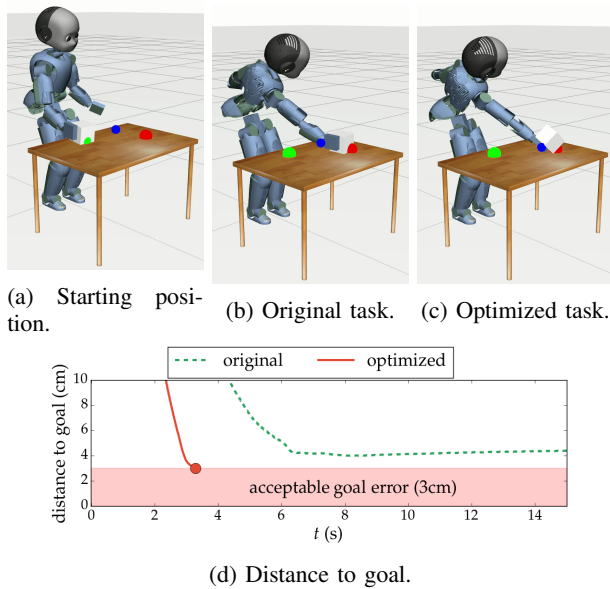 (a) Starting posi-
tion.
(b) Original task.
(c) Optimized task.
original
optimized
distance to goal (cm)
10
8
6
4
2
0
acceptable goal error (3cm)
0 2 4 6 8 10 12 14
t (s)
(d) Distance to goal.